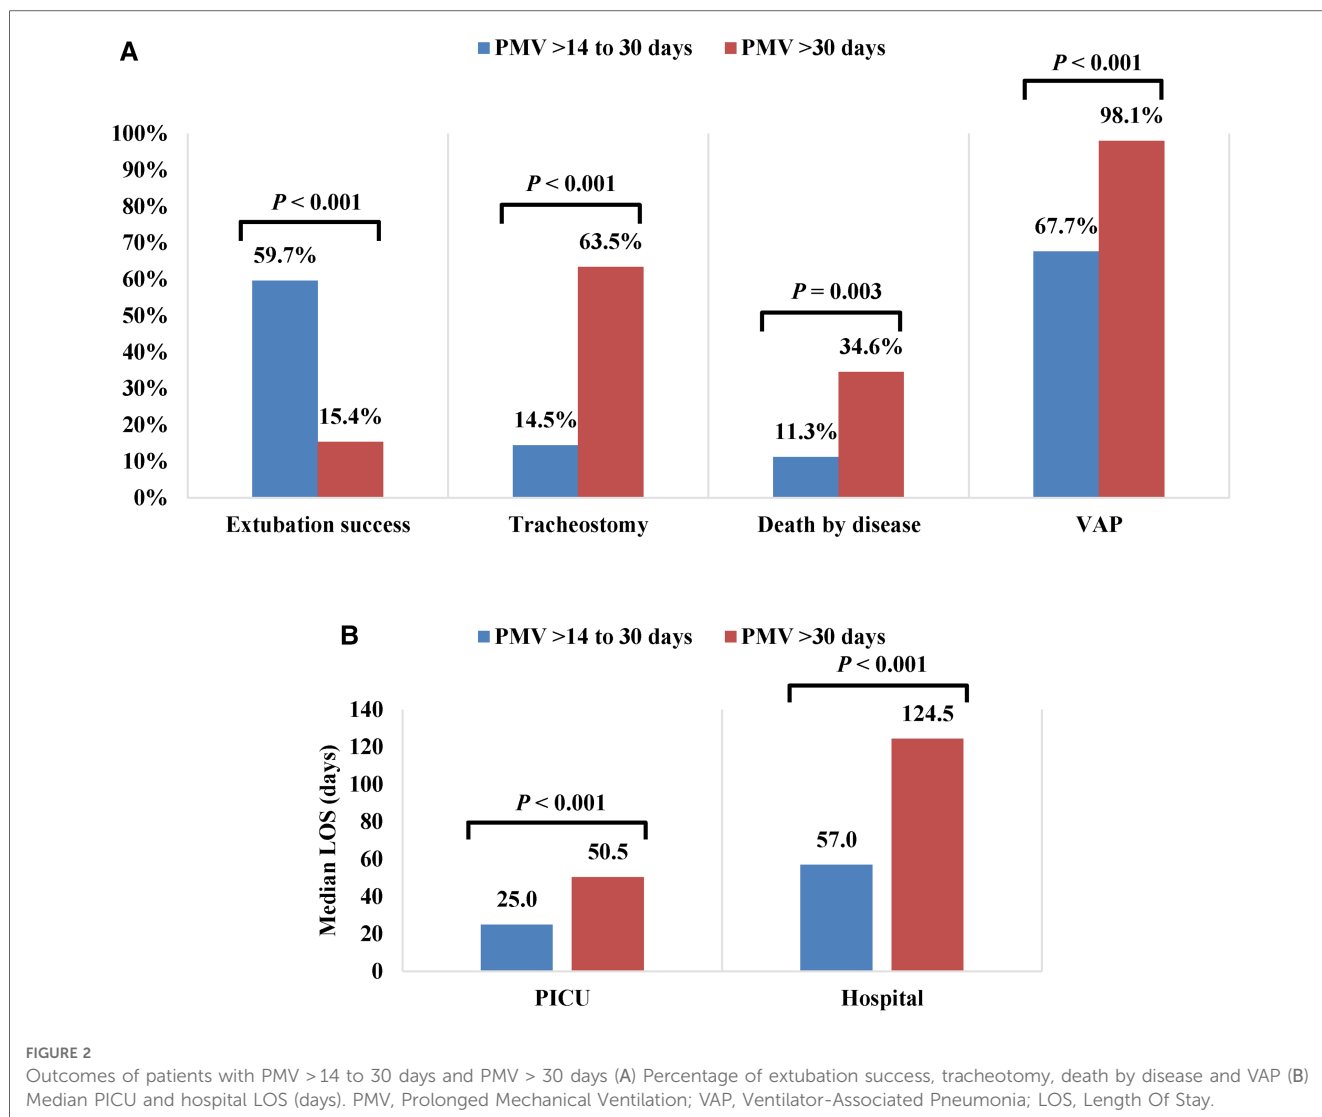 A
PMV >14 to 30 days PMV >30 days
P < 0.001
98.1%
100%
90%
P < 0.001
80%
P < 0.001
67.7%
70%
59.7%
63.5%
60%
P = 0.003
50%
40%
34.6%
30%
15.4%
14.5%
11.3%
20%
10%
0%
Extubation success Tracheostomy Death by disease VAP
B
PMV >14 to 30 days PMV >30 days
P < 0.001
Median LOS (days)
140
124.5
120
100
P < 0.001
80
57.0
50.5
60
25.0
40
20
0
PICU Hospital
FIGURE 2
Outcomes of patients with PMV >14 to 30 days and PMV > 30 days (A) Percentage of extubation success, tracheotomy, death by disease and VAP (B)
Median PICU and hospital LOS (days). PMV, Prolonged Mechanical Ventilation; VAP, Ventilator-Associated Pneumonia; LOS, Length Of Stay.